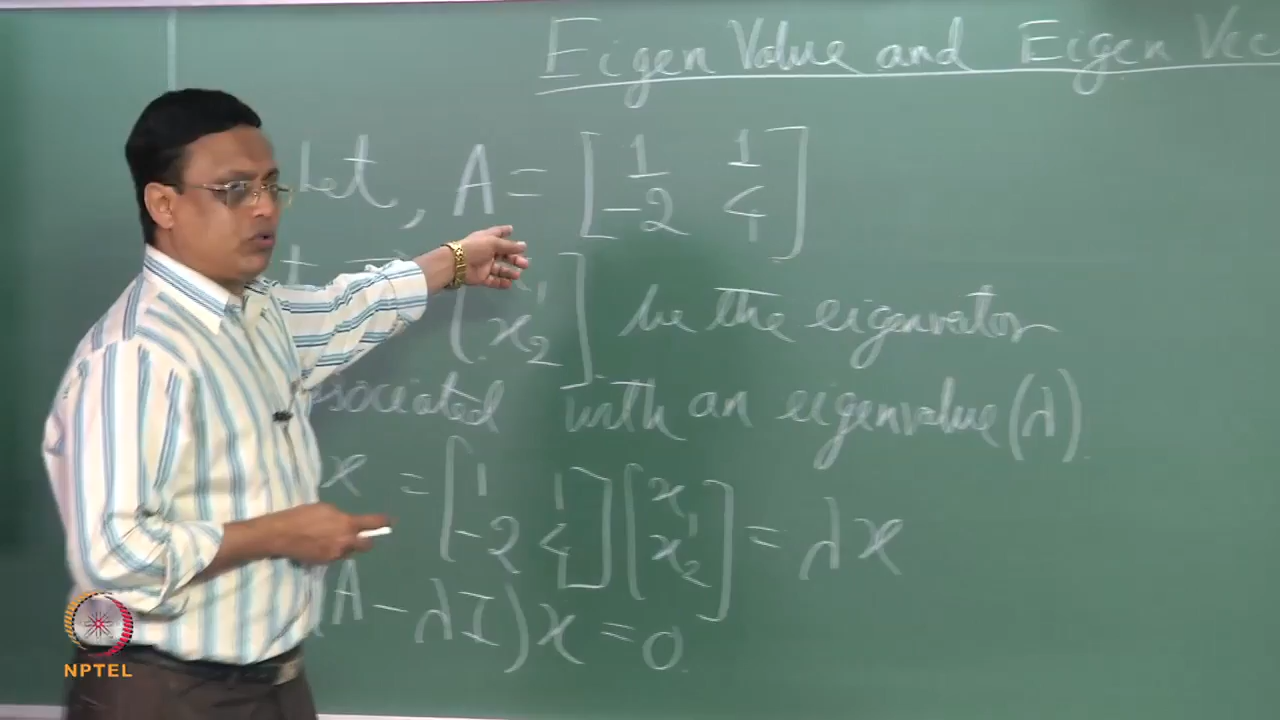 Eigen Value and Eigen Vec
Let, A = [1 1
-2 4]
[x1
x2] be the eigenvector
sociated with an eigenvalue (λ)
x = [1 1
-2 4] [x1
x2] = λx
(A - λI) x = 0
NPTEL